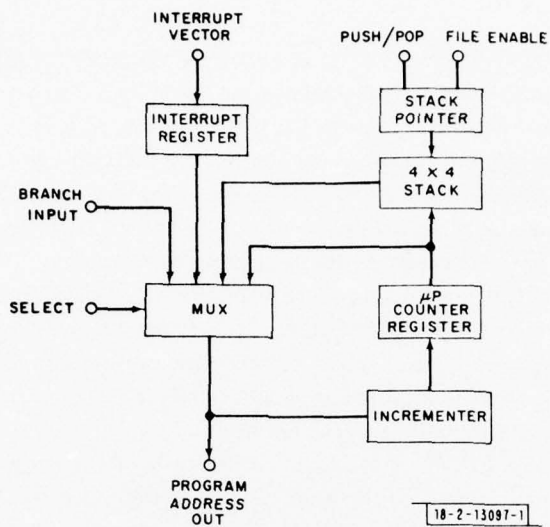 INTERRUPT
VECTOR
PUSH/POP
FILE ENABLE
INTERRUPT
REGISTER
STACK
POINTER
4 X 4
STACK
BRANCH
INPUT
SELECT
MUX
μP
COUNTER
REGISTER
INCREMENTER
PROGRAM
ADDRESS
OUT
18-2-13097-1